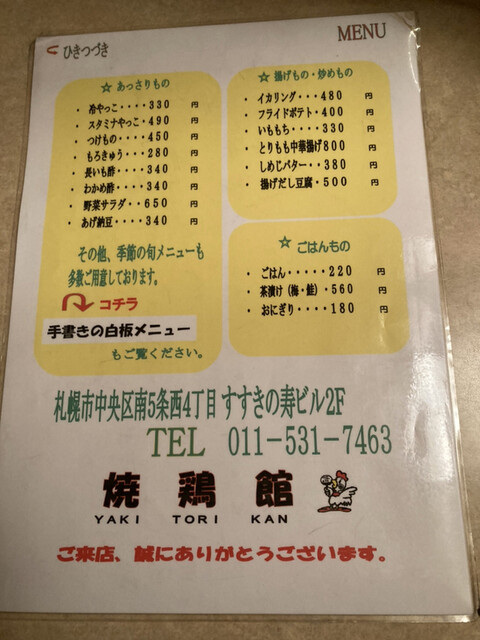 ひきつづき
MENU
☆ あっさりもの
・ 冷やっこ・・・・330 円
・ スタミナやっこ・490 円
・ つけもの・・・・450 円
・ もろきゅう・・・280 円
・ 長いも酢・・・・340 円
・ わかめ酢・・・・340 円
・ 野菜サラダ・・・650 円
・ あげ納豆・・・・340 円
その他、季節の旬メニューも
多数ご用意しております。
コチラ
手書きの白板メニュー
もご覧ください。
☆ 揚げもの・炒めもの
・ イカリング・・・480 円
・ フライドポテト・400 円
・ いももち・・・・330 円
・ とりもも中華揚げ800 円
・ しめじバター・・380 円
・ 揚げだし豆腐・500 円
☆ ごはんもの
・ ごはん・・・・・220 円
・ 茶漬け（梅・鮭）・560 円
・ おにぎり・・・・180 円
札幌市中央区南5条西4丁目 すすきの寿ビル2F
TEL 011-531-7463
焼鶏館
YAKI TORI KAN
ご来店、誠にありがとうございます。